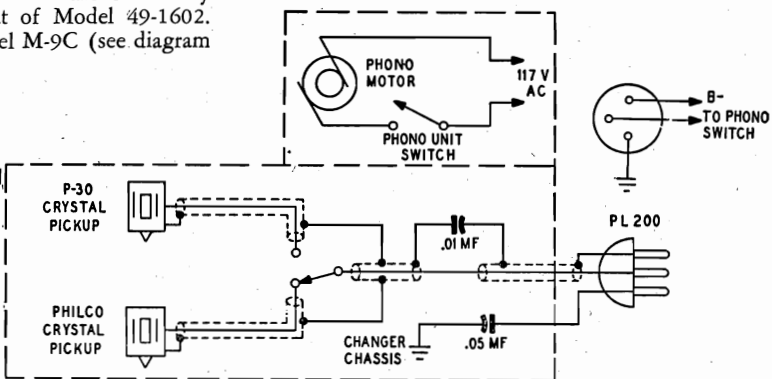 t of Model 49-1602.
el M-9C (see diagram
PHONO
MOTOR
117 V
AC
PHONO UNIT
SWITCH
B-
TO PHONO
SWITCH
P-30
CRYSTAL
PICKUP
.01 MF
PL 200
PHILCO
CRYSTAL
PICKUP
CHANGER
CHASSIS
.05 MF